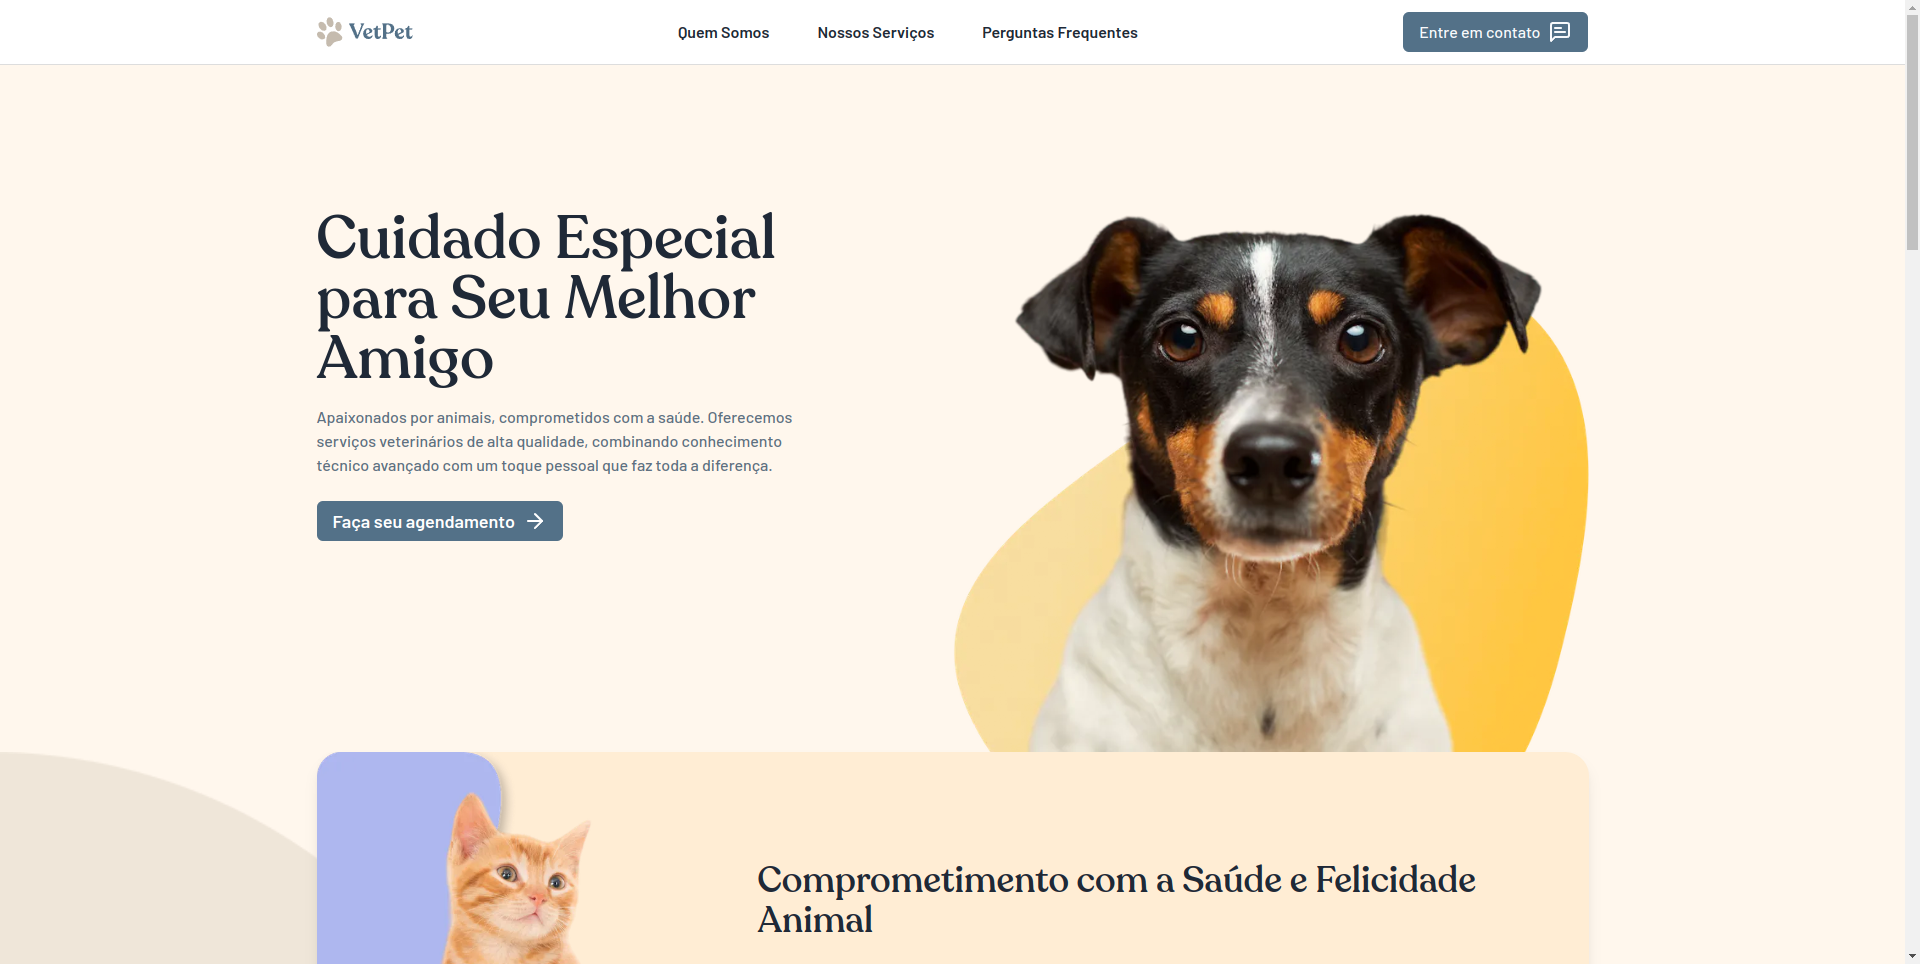 VetPet
Quem Somos
Nossos Serviços
Perguntas Frequentes
Entre em contato
Cuidado Especial
para Seu Melhor
Amigo
Apaixonados por animais, comprometidos com a saúde. Oferecemos
serviços veterinários de alta qualidade, combinando conhecimento
técnico avançado com um toque pessoal que faz toda a diferença.
Faça seu agendamento
Comprometimento com a Saúde e Felicidade
Animal